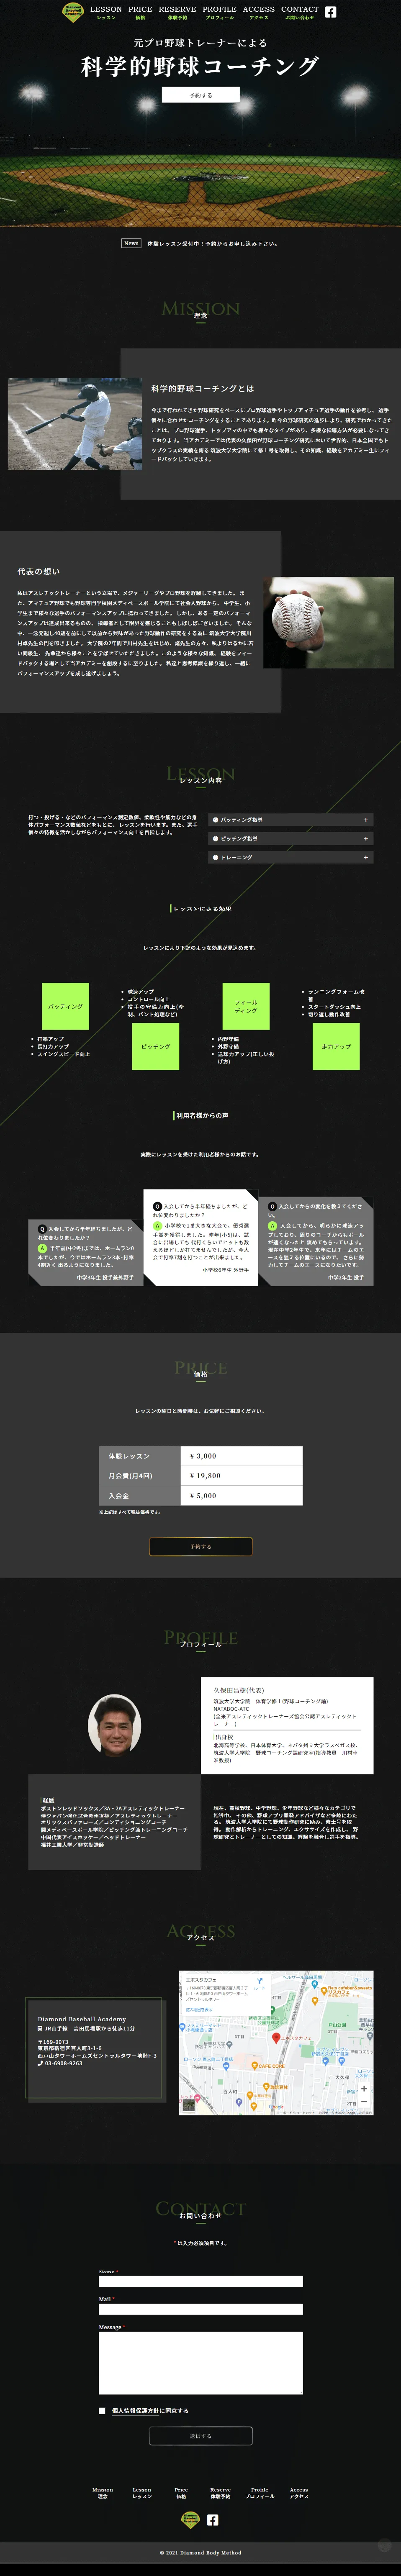 LESSON PRICE RESERVE PROFILE ACCESS CONTACT
レッスン 価格 体験予約 プロフィール アクセス お問い合わせ
元プロ野球トレーナーによる
科学的野球コーチング
予約する
News 体験レッスン受付中！予約からお申し込み下さい。
MISSION
理念
科学的野球コーチングとは
今まで行われてきた野球研究をベースにプロ野球選手やトップアマチュア選手の動作を参考し、 選手
個々に合わせたコーチングをすることであります。昨今の野球研究の進歩により、研究でわかってきた
ことは、 プロ野球選手、トップアマの中でも様々なタイプがあり、多様な指導方法が必要になってき
ております。 当アカデミーでは代表の久保田が野球コーチング研究において世界的、日本全国でもト
ップクラスの実績を誇る 筑波大学大学院にて修士号を取得し、その知識、経験をアカデミー生にフィ
ードバックしていきます。
代表の想い
私はアスレチックトレーナーという立場で、メジャーリーグやプロ野球を経験してきました。 ま
た、アマチュア野球でも野球専門学校関メディベースボール学院にて社会人野球から、 中学生、小
学生まで様々な選手のパフォーマンスアップに携わってきました。 しかし、ある一定のパフォーマ
ンスアップは達成出来るものの、 指導者として限界を感じることもしばしばございました。 そんな
中、一念発起し40歳を前にして以前から興味があった野球動作の研究をする為に 筑波大学大学院川
村卓先生の門を叩きました。 大学院の2年間で川村先生をはじめ、諸先生の方々、私よりはるかに若
い同級生、 先輩達から様々ことを学ばせていただきました。このような様々な知識、 経験をフィー
ドバックする場として当アカデミーを創設するに至りました。 私達と思考錯誤を繰り返し、一緒に
パフォーマンスアップを成し遂げましょう。
LESSON
レッスン内容
打つ・投げる・などのパフォーマンス測定数値、柔軟性や筋力などの身
体パフォーマンス数値などをもとに、 レッスンを行います。また、選手
個々の特徴を活かしながらパフォーマンス向上を目指します。
バッティング指導 +
ピッチング指導 +
トレーニング +
レッスンによる効果
レッスンにより下記のような効果が見込めます。
バッティング
打率アップ
長打力アップ
スイングスピード向上
球速アップ
コントロール向上
投手の守備力向上(牽
制、バント処理など)
ピッチング
フィール
ディング
内野守備
外野守備
送球力アップ(正しい投
げ方)
ランニングフォーム改
善
スタートダッシュ向上
切り返し動作改善
走力アップ
利用者様からの声
実際にレッスンを受けた利用者様からのお話です。
Q 入会してから半年経ちましたが、ど
れ位変わりましたか？
A 半年前(中2冬)までは、ホームラン0
本でしたが、今ではホームラン3本･打率
4割近く 出るようになりました。
中学3年生 投手兼外野手
Q 入会してから半年経ちましたが、ど
れ位変わりましたか？
A 小学校で1番大きな大会で、優秀選
手賞を獲得しました。昨年(小5)は、試
合に出場しても 代打くらいでヒットも数
えるほどしか打てませんでしたが、今大
会で打率7割を打つことが出来ました。
小学校6年生 外野手
Q 入会してからの変化を教えてくださ
い。
A 入会してから、明らかに球速アッ
プしており、周りのコーチからもボール
が速くなったと 褒めてもらっています。
現在中学2年生で、来年にはチームのエ
ースを狙える位置にいるので、 さらに努
力してチームのエースになりたいです。
中学2年生 投手
PRICE
価格
レッスンの曜日と時間帯は、お気軽にご相談ください。
体験レッスン ¥ 3,000
月会費(月4回) ¥ 19,800
入会金 ¥ 5,000
※上記はすべて税抜価格です。
予約する
PROFILE
プロフィール
久保田昌樹(代表)
筑波大学大学院 体育学修士(野球コーチング論)
NATABOC-ATC
(全米アスレティックトレーナーズ協会公認アスレティックト
レーナー)
出身校
北海高等学校、日本体育大学、ネバダ州立大学ラスベガス校、
筑波大学大学院 野球コーチング論研究室(指導教員 川村卓
准教授)
経歴
ボストンレッドソックス／3A・2Aアスレティックトレーナー
オリックスバファローズ／コンディショニングコーチ
関メディベースボール学院／ピッチング兼トレーニングコーチ
中国代表アイスホッケー／ヘッドトレーナー
福井工業大学／非常勤講師
現在、高校野球、中学野球、少年野球など様々なカテゴリで
指導中。その他、野球アプリ開発アドバイザなど多岐にわた
る。 筑波大学大学院にて野球動作研究に励み、修士号を取
得。 動作解析からトレーニング、エクササイズを作成し、 野
球研究とトレーナーとしての知識、経験を融合し選手を指導。
ACCESS
アクセス
Diamond Baseball Academy
JR山手線 高田馬場駅から徒歩11分
〒169-0073
東京都新宿区百人町3-1-6
西戸山タワーホームズセントラルタワー地階F-3
03-6908-9263
エポスタカフェ
ルート
拡大地図を表示
エポスタカフェ
CAFE COTE
戸山公園
大久保
百人町
Google
CONTACT
お問い合わせ
* は入力必須項目です。
Name *
Mail *
Message *
個人情報保護方針に同意する
送信する
Mission Lesson Price Reserve Profile Access
理念 レッスン 価格 体験予約 プロフィール アクセス
© 2021 Diamond Body Method